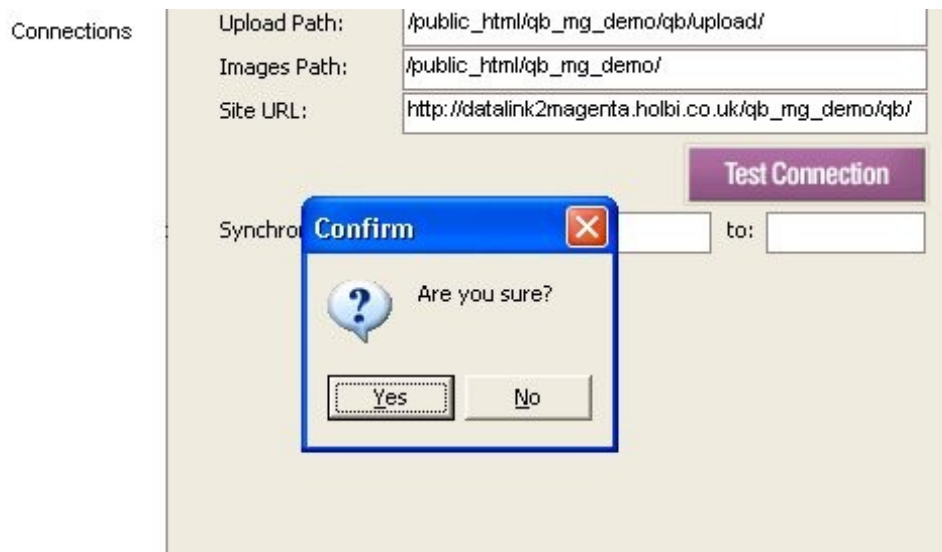 Connections
Upload Path: /public_html/qb_mg_demo/qb/upload/
Images Path: /public_html/qb_mg_demo/
Site URL: http://datalink2magenta.holbi.co.uk/qb_mg_demo/qb/
Test Connection
Synchro to:
Confirm
Are you sure?
Yes No